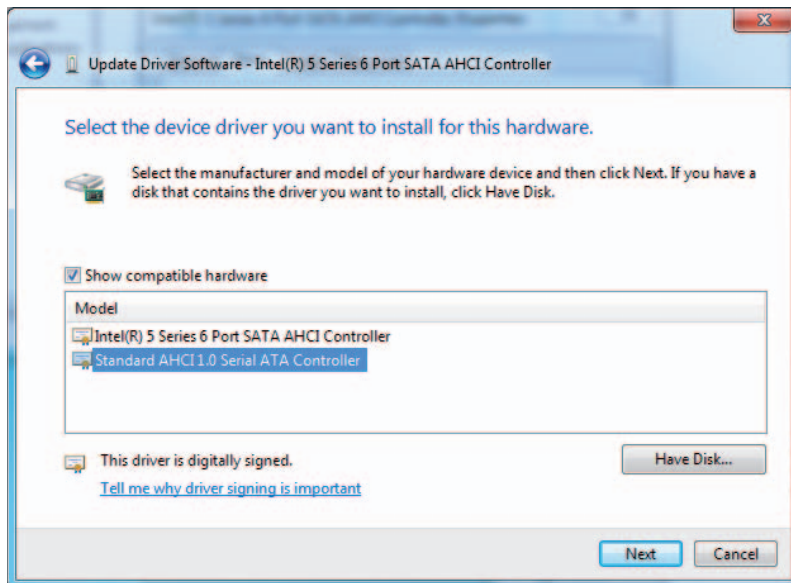 Update Driver Software - Intel(R) 5 Series 6 Port SATA AHCI Controller
Select the device driver you want to install for this hardware.
Select the manufacturer and model of your hardware device and then click Next. If you have a
disk that contains the driver you want to install, click Have Disk.
Show compatible hardware
Model
Intel(R) 5 Series 6 Port SATA AHCI Controller
Standard AHCI 1.0 Serial ATA Controller
This driver is digitally signed.
Have Disk...
Tell me why driver signing is important
Next
Cancel